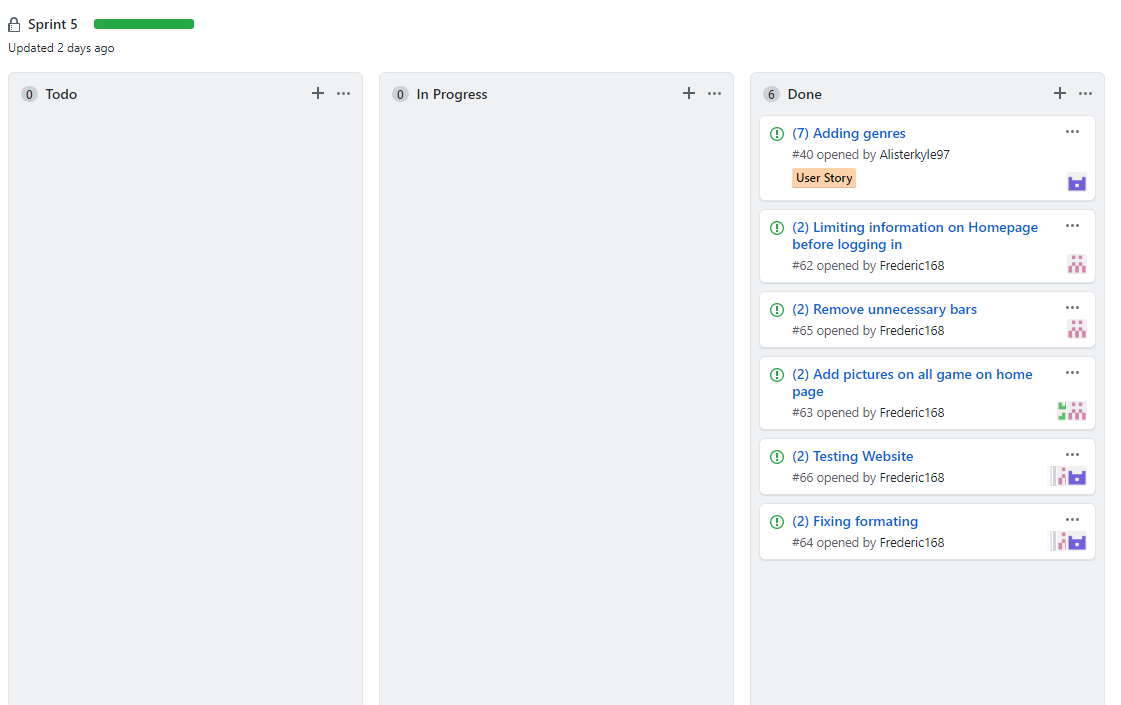 Sprint 5
Updated 2 days ago
0 Todo
0 In Progress
6 Done
(7) Adding genres
#40 opened by Alisterkyle97
User Story
(2) Limiting information on Homepage
before logging in
#62 opened by Frederic168
(2) Remove unnecessary bars
#65 opened by Frederic168
(2) Add pictures on all game on home
page
#63 opened by Frederic168
(2) Testing Website
#66 opened by Frederic168
(2) Fixing formating
#64 opened by Frederic168